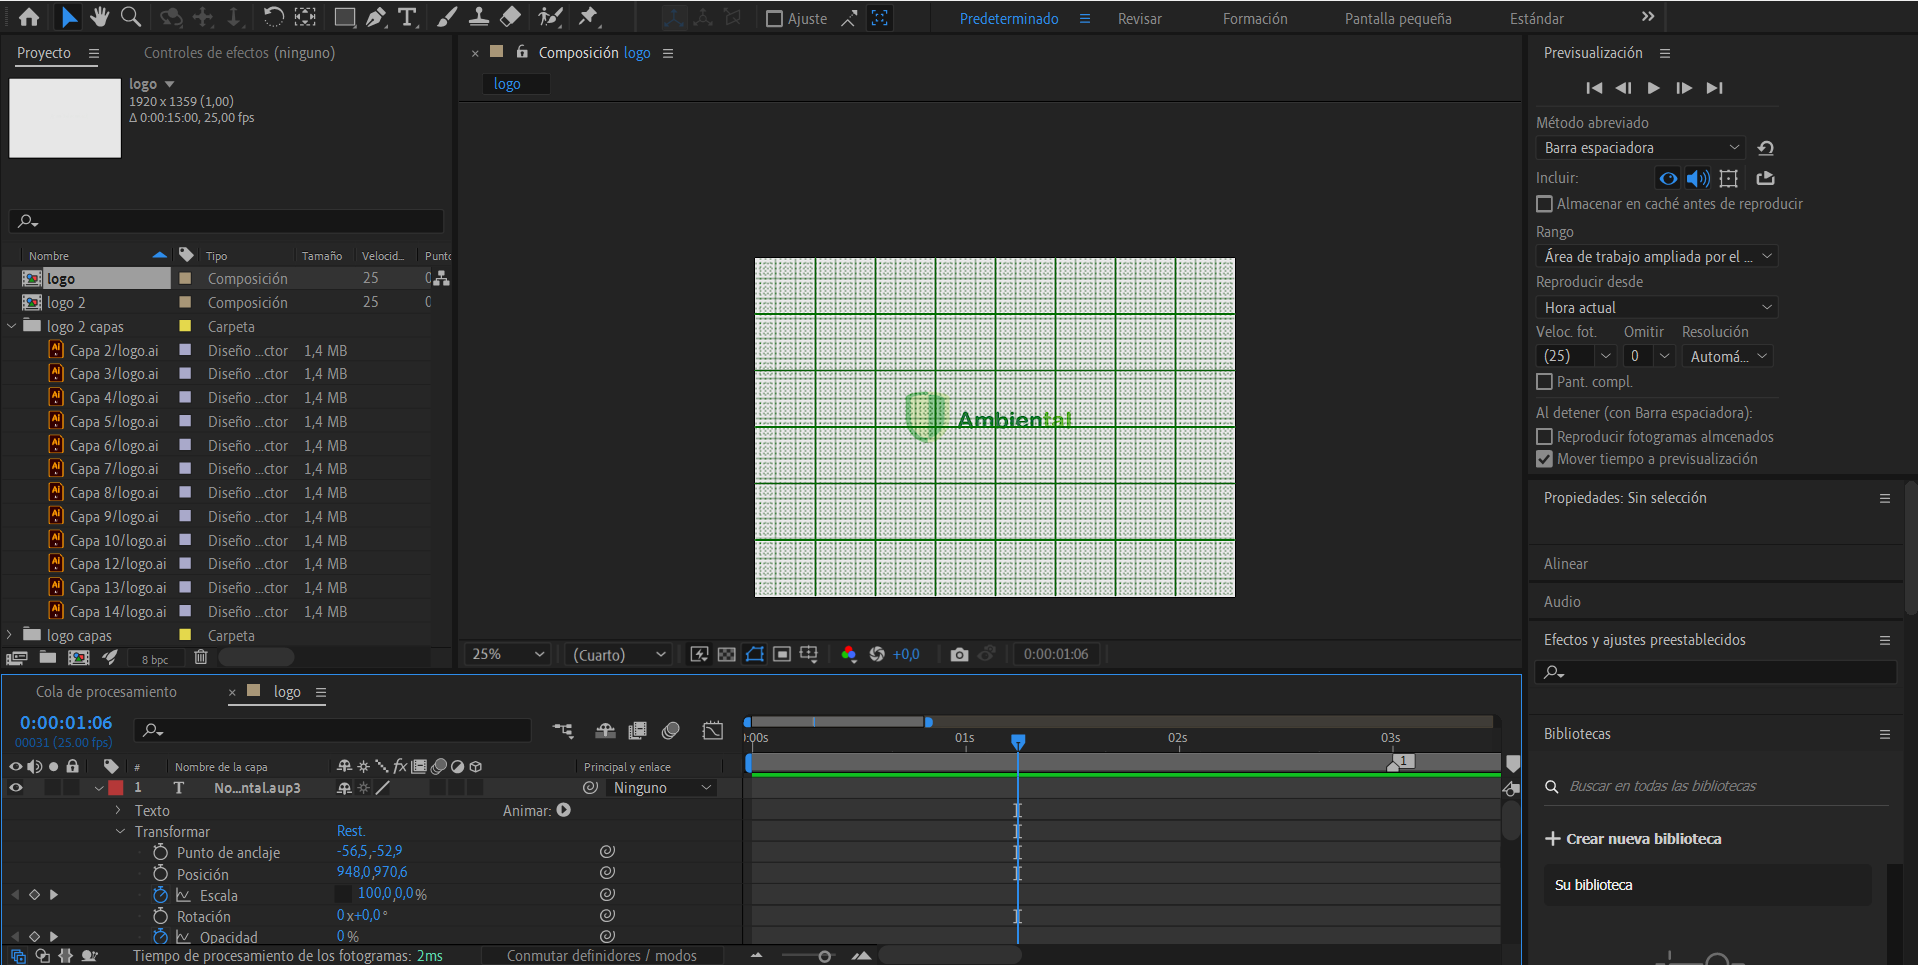 Ajuste
Predeterminado
Revisar
Formación
Pantalla pequeña
Estándar
Proyecto
Controles de efectos (ninguno)
logo
1920 x 1359 (1,00)
Δ 0:00:15:00, 25,00 fps
Nombre Tipo Tamaño Velocid... Punto
logo Composición 25 0
logo 2 Composición 25 0
logo 2 capas Carpeta
Capa 2/logo.ai Diseño ...ctor 1,4 MB
Capa 3/logo.ai Diseño ...ctor 1,4 MB
Capa 4/logo.ai Diseño ...ctor 1,4 MB
Capa 5/logo.ai Diseño ...ctor 1,4 MB
Capa 6/logo.ai Diseño ...ctor 1,4 MB
Capa 7/logo.ai Diseño ...ctor 1,4 MB
Capa 8/logo.ai Diseño ...ctor 1,4 MB
Capa 9/logo.ai Diseño ...ctor 1,4 MB
Capa 10/logo.ai Diseño ...ctor 1,4 MB
Capa 12/logo.ai Diseño ...ctor 1,4 MB
Capa 13/logo.ai Diseño ...ctor 1,4 MB
Capa 14/logo.ai Diseño ...ctor 1,4 MB
logo capas Carpeta
8 bpc
× Composición logo
logo
Ambiental
25% (Cuarto) +0,0 0:00:01:06
Previsualización
Método abreviado
Barra espaciadora
Incluir:
Almacenar en caché antes de reproducir
Rango
Área de trabajo ampliada por el ...
Reproducir desde
Hora actual
Veloc. fot. Omitir Resolución
(25) 0 Automá...
Pant. compl.
Al detener (con Barra espaciadora):
Reproducir fotogramas almcenados
Mover tiempo a previsualización
Propiedades: Sin selección
Alinear
Audio
Efectos y ajustes preestablecidos
Bibliotecas
Buscar en todas las bibliotecas
+ Crear nueva biblioteca
Su biblioteca
Cola de procesamiento
× logo
0:00:01:06
00031 (25.00 fps)
):00s 01s 02s 03s
# Nombre de la capa fx Principal y enlace
1
1 T No...ntal.aup3 Ninguno
Texto Animar:
Transformar Rest.
Punto de anclaje -56,5,-52,9
Posición 948,0,970,6
Escala 100,0,0,0%
Rotación 0x+0,0°
Opacidad 0%
Tiempo de procesamiento de los fotogramas: 2ms
Conmutar definidores / modos